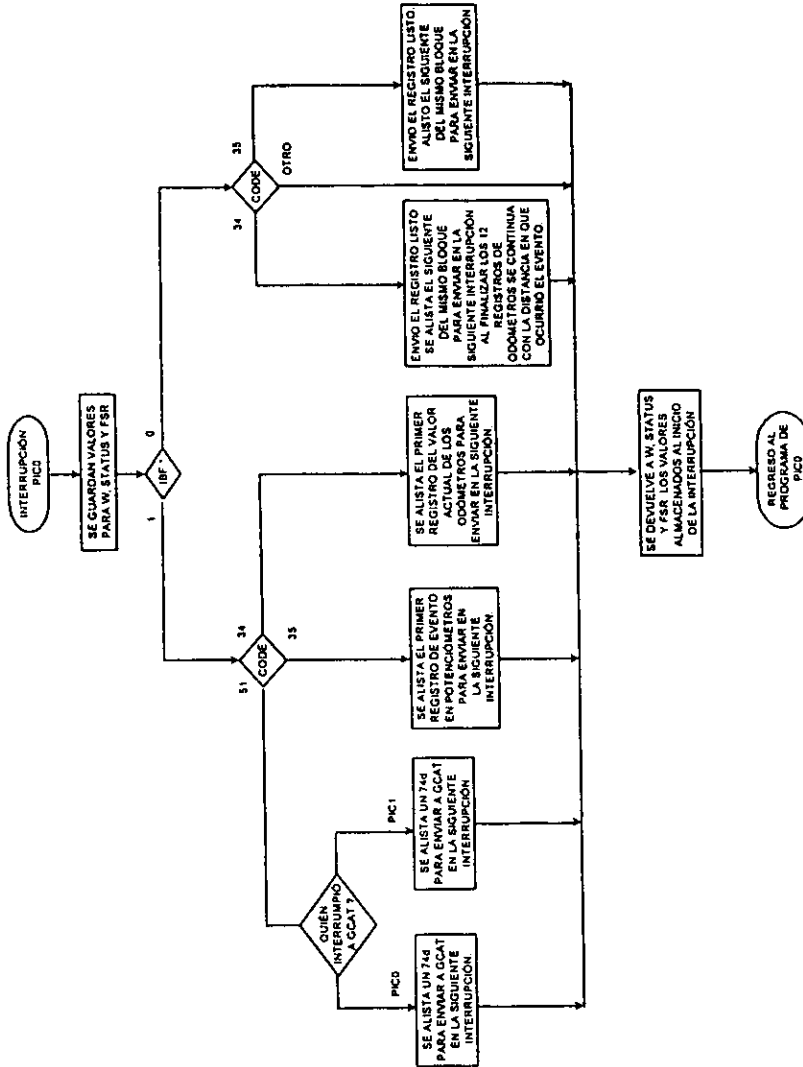 INTERRUPCIÓN
PIC0
SE GUARDAN VALORES
PARA W, STATUS Y FSR
IBF *
1
0
CODE
51
34
35
CODE
34
35
OTRO
QUIÉN
INTERRUMPIÓ
A GCAT ?
PIC0
PIC1
SE ALISTA UN 74d
PARA ENVIAR A GCAT
EN LA SIGUIENTE
INTERRUPCIÓN.
SE ALISTA UN 74d
PARA ENVIAR A GCAT
EN LA SIGUIENTE
INTERRUPCIÓN
SE ALISTA EL PRIMER
REGISTRO DE EVENTO
EN POTENCIÓMETROS
PARA ENVIAR EN
LA SIGUIENTE
INTERRUPCIÓN.
SE ALISTA EL PRIMER
REGISTRO DEL VALOR
ACTUAL DE LOS
ODÓMETROS PARA
ENVIAR EN LA SIGUIENTE
INTERRUPCIÓN.
ENVIO EL REGISTRO LISTO
SE ALISTA EL SIGUIENTE
DEL MISMO BLOQUE
PARA ENVIAR EN LA
SIGUIENTE INTERRUPCIÓN
AL FINALIZAR LOS 12
REGISTROS DE
ODÓMETROS SE CONTINUA
CON LA DISTANCIA EN QUE
OCURRIÓ EL EVENTO.
ENVIO EL REGISTRO LISTO.
ALISTO EL SIGUIENTE
DEL MISMO BLOQUE
PARA ENVIAR EN LA
SIGUIENTE INTERRUPCIÓN
SE DEVUELVE A W, STATUS
Y FSR LOS VALORES
ALMACENADOS AL INICIO
DE LA INTERRUPCIÓN
REGRESO AL
PROGRAMA DE
PIC0